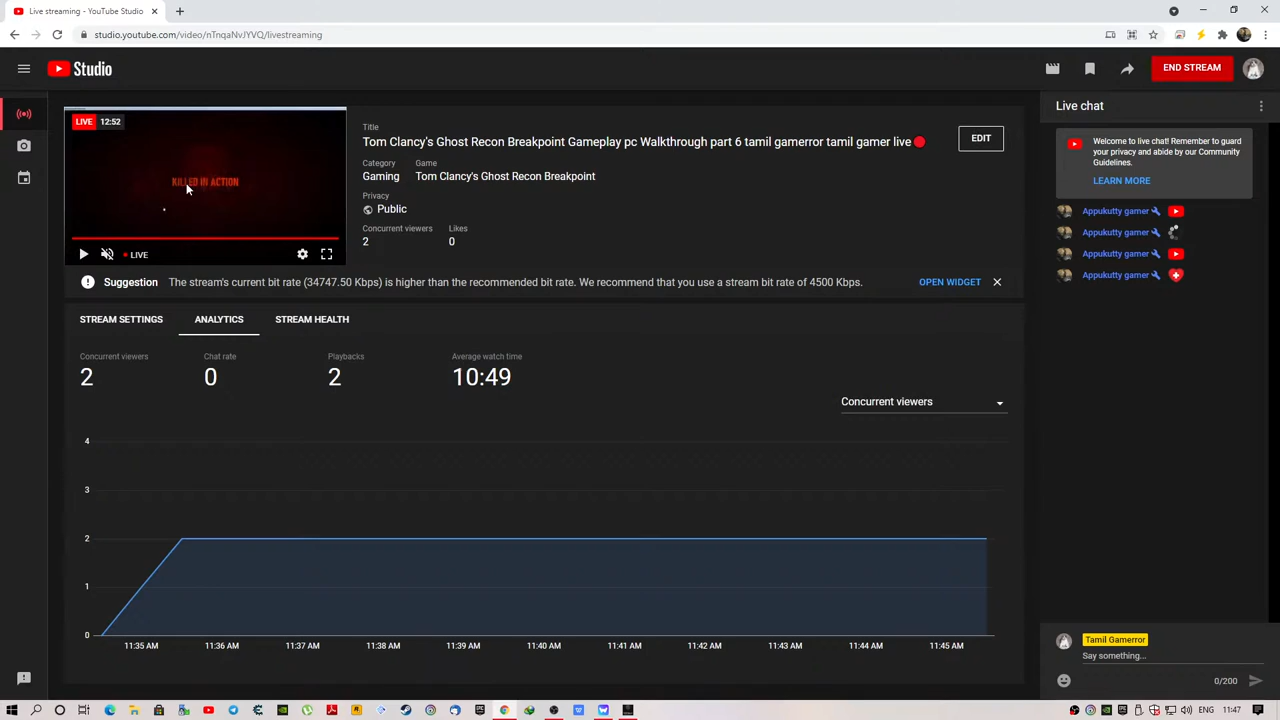 Live streaming - YouTube Studio
studio.youtube.com/video/nTnqaNvJYVQ/livestreaming
Studio
END STREAM
LIVE 12:52
KILLED IN ACTION
LIVE
Title
Tom Clancy's Ghost Recon Breakpoint Gameplay pc Walkthrough part 6 tamil gamerror tamil gamer live
EDIT
Category Game
Gaming Tom Clancy's Ghost Recon Breakpoint
Privacy
Public
Concurrent viewers Likes
2 0
Suggestion The stream's current bit rate (34747.50 Kbps) is higher than the recommended bit rate. We recommend that you use a stream bit rate of 4500 Kbps. OPEN WIDGET
STREAM SETTINGS ANALYTICS STREAM HEALTH
Concurrent viewers Chat rate Playbacks Average watch time
2 0 2 10:49
Concurrent viewers
4
3
2
1
0
11:35 AM 11:36 AM 11:37 AM 11:38 AM 11:39 AM 11:40 AM 11:41 AM 11:42 AM 11:43 AM 11:44 AM 11:45 AM
Live chat
Welcome to live chat! Remember to guard
your privacy and abide by our Community
Guidelines.
LEARN MORE
Appukutty gamer
Appukutty gamer
Appukutty gamer
Appukutty gamer
Tamil Gamerror
Say something...
0/200
ENG 11:47